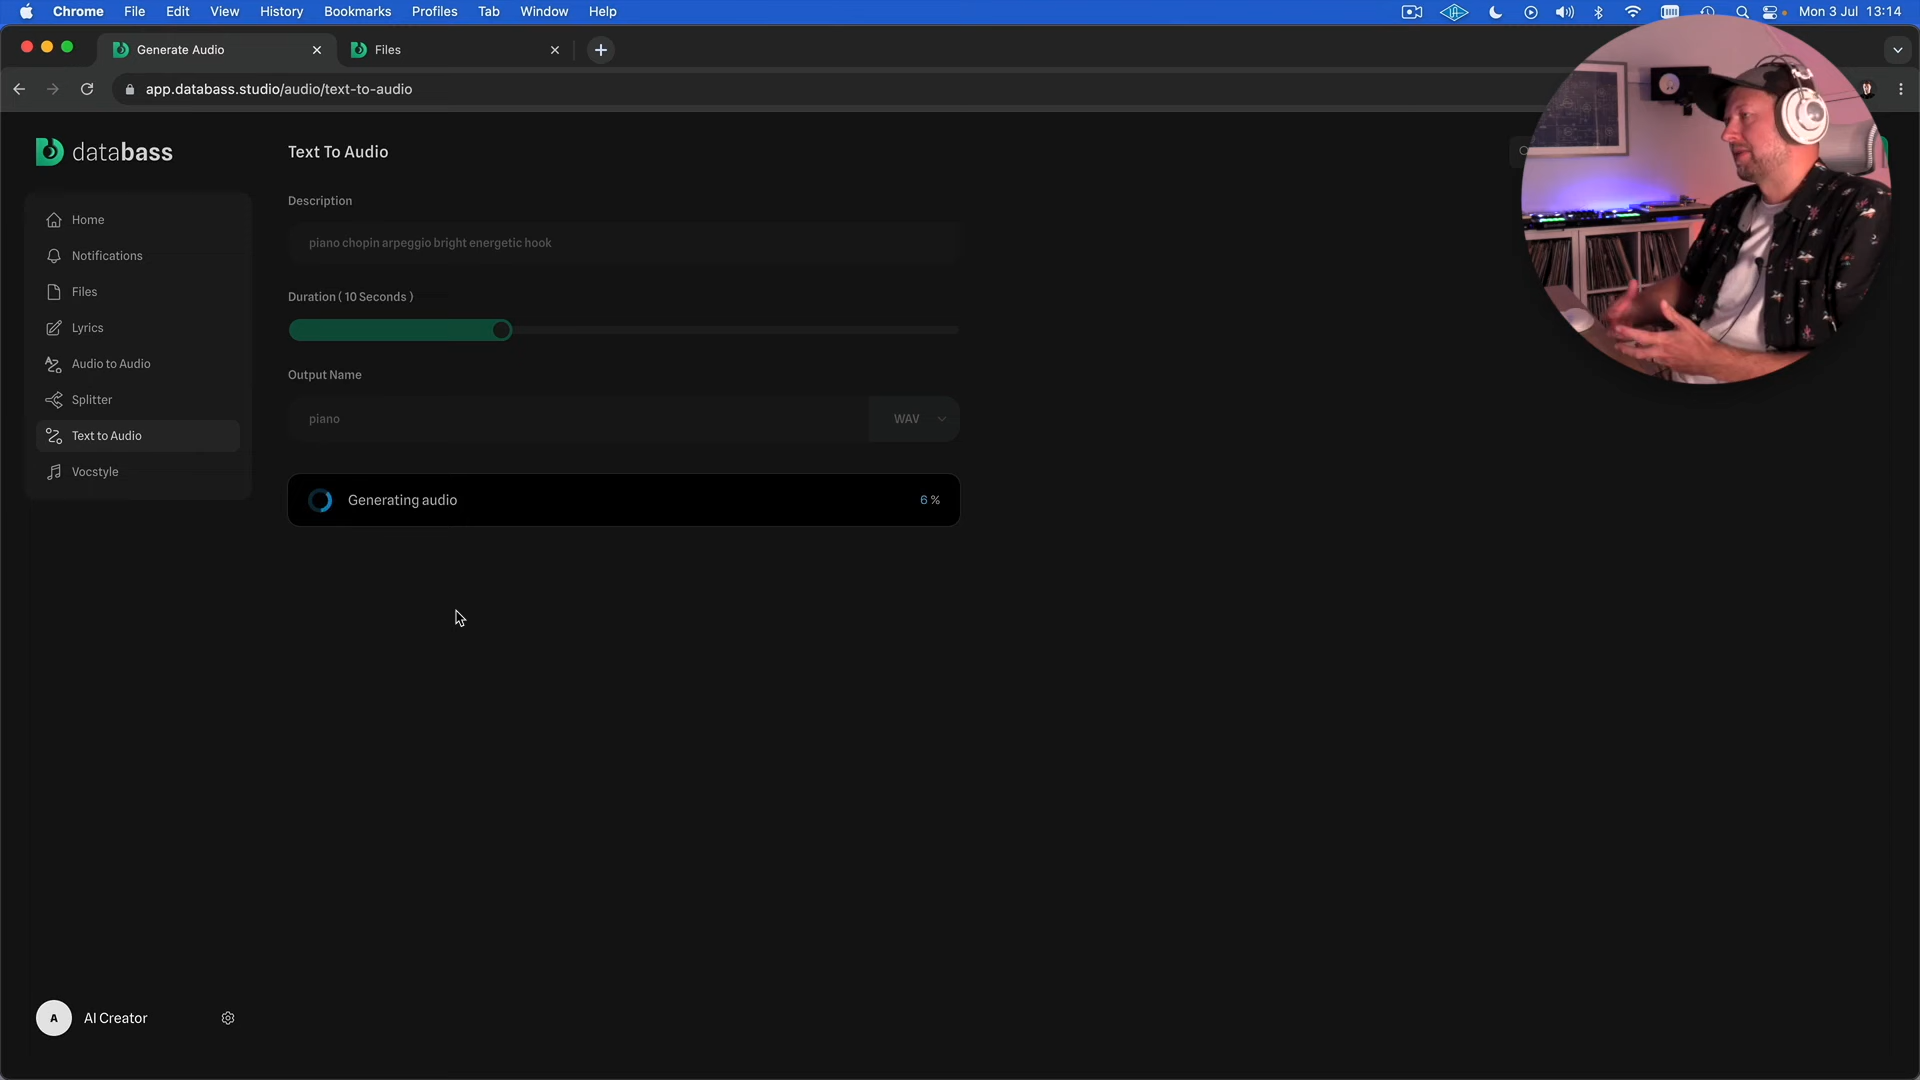 Chrome File Edit View History Bookmarks Profiles Tab Window Help Mon 3 Jul 13:14
Generate Audio Files
app.databass.studio/audio/text-to-audio
databass
Home
Notifications
Files
Lyrics
Audio to Audio
Splitter
Text to Audio
Vocstyle
Text To Audio
Description
piano chopin arpeggio bright energetic hook
Duration ( 10 Seconds )
Output Name
piano WAV
Generating audio 6 %
A AI Creator